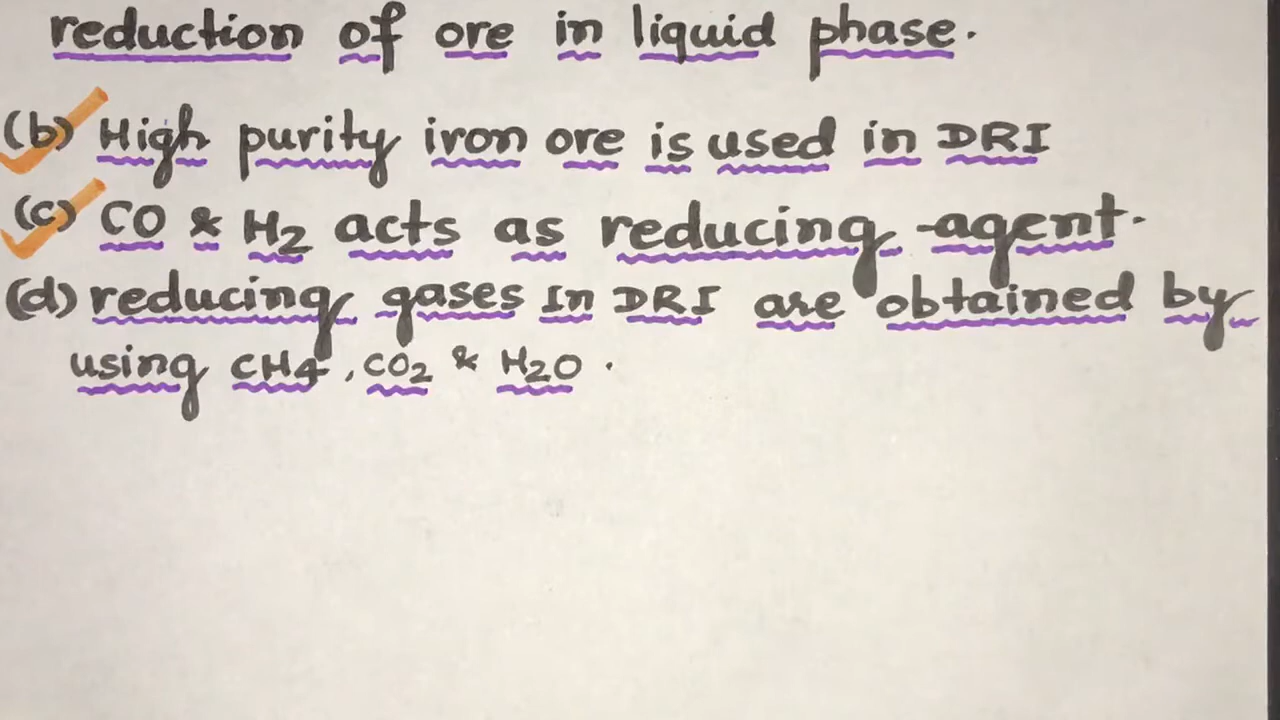 reduction of ore in liquid phase.
(b) High purity iron ore is used in DRI
(c) CO & H2 acts as reducing agent.
(d) reducing gases In DRI are obtained by
using CH4, CO2 & H2O.